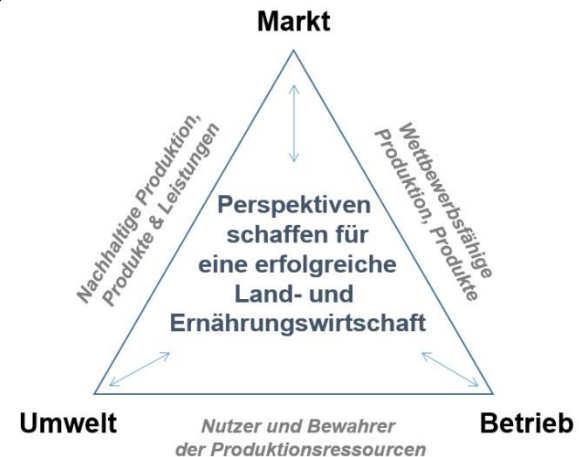 Markt
Nachhaltige Produktion,
Produkte & Leistungen
Wettbewerbsfähige
Produktion, Produkte
Perspektiven
schaffen für
eine erfolgreiche
Land- und
Ernährungswirtschaft
Umwelt
Betrieb
Nutzer und Bewahrer
der Produktionsressourcen